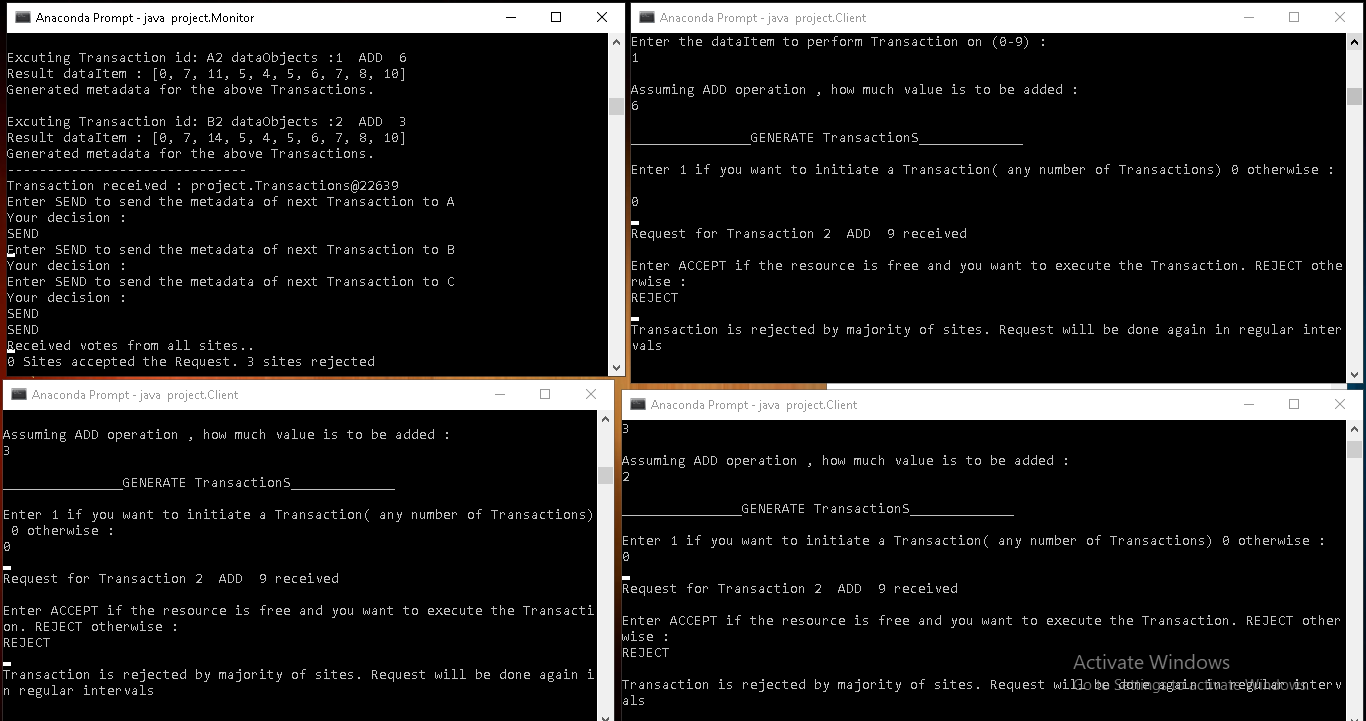 Anaconda Prompt - java project.Monitor
Excuting Transaction id: A2 dataObjects :1 ADD 6
Result dataItem : [0, 7, 11, 5, 4, 5, 6, 7, 8, 10]
Generated metadata for the above Transactions.
Excuting Transaction id: B2 dataObjects :2 ADD 3
Result dataItem : [0, 7, 14, 5, 4, 5, 6, 7, 8, 10]
Generated metadata for the above Transactions.
------------------------------
Transaction received : project.Transactions@22639
Enter SEND to send the metadata of next Transaction to A
Your decision :
SEND
Enter SEND to send the metadata of next Transaction to B
Your decision :
Enter SEND to send the metadata of next Transaction to C
Your decision :
SEND
SEND
Received votes from all sites..
0 Sites accepted the Request. 3 sites rejected
Anaconda Prompt - java project.Client
Enter the dataItem to perform Transaction on (0-9) :
1
Assuming ADD operation , how much value is to be added :
6
_______________GENERATE TransactionS_____________
Enter 1 if you want to initiate a Transaction( any number of Transactions) 0 otherwise :
0
Request for Transaction 2 ADD 9 received
Enter ACCEPT if the resource is free and you want to execute the Transaction. REJECT othe
rwise :
REJECT
Transaction is rejected by majority of sites. Request will be done again in regular inter
vals
Anaconda Prompt - java project.Client
Assuming ADD operation , how much value is to be added :
3
_______________GENERATE TransactionS_____________
Enter 1 if you want to initiate a Transaction( any number of Transactions)
0 otherwise :
0
Request for Transaction 2 ADD 9 received
Enter ACCEPT if the resource is free and you want to execute the Transacti
on. REJECT otherwise :
REJECT
Transaction is rejected by majority of sites. Request will be done again i
n regular intervals
Anaconda Prompt - java project.Client
3
Assuming ADD operation , how much value is to be added :
2
_______________GENERATE TransactionS_____________
Enter 1 if you want to initiate a Transaction( any number of Transactions) 0 otherwise :
0
Request for Transaction 2 ADD 9 received
Enter ACCEPT if the resource is free and you want to execute the Transaction. REJECT other
wise :
REJECT
Transaction is rejected by majority of sites. Request will be done again in regular interv
als
Activate Windows
Go to Settings to activate Windows.